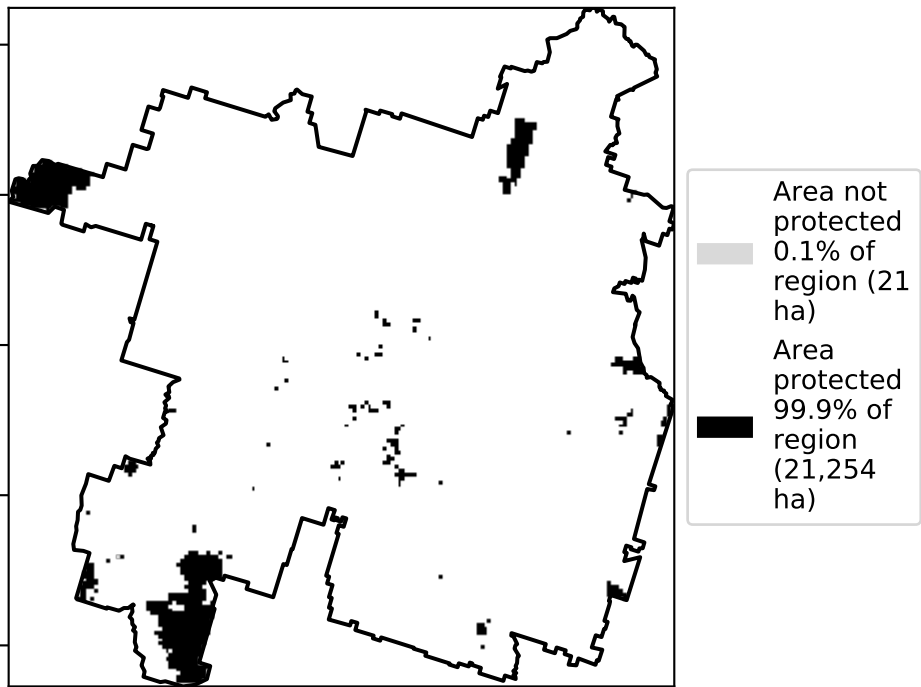 Area not
protected
0.1% of
region (21
ha)
Area
protected
99.9% of
region
(21,254
ha)